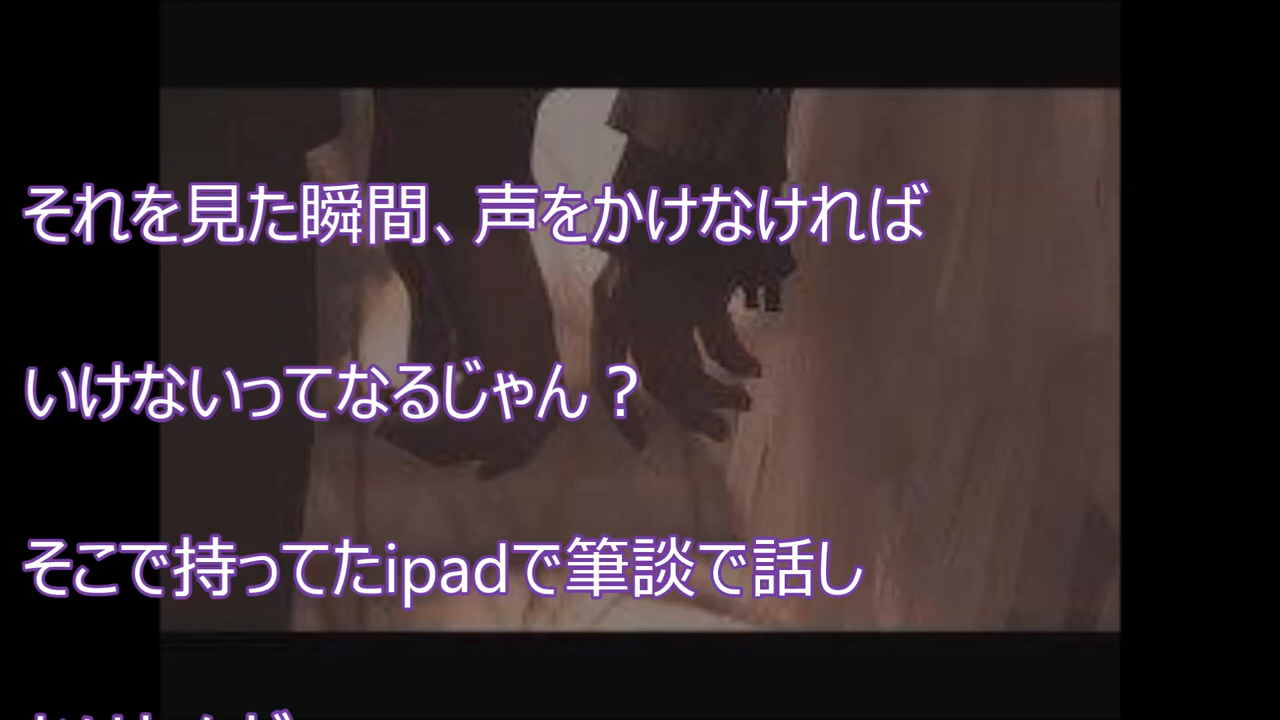 それを見た瞬間、声をかけなければ
いけないってなるじゃん？
そこで持ってたipadで筆談で話し